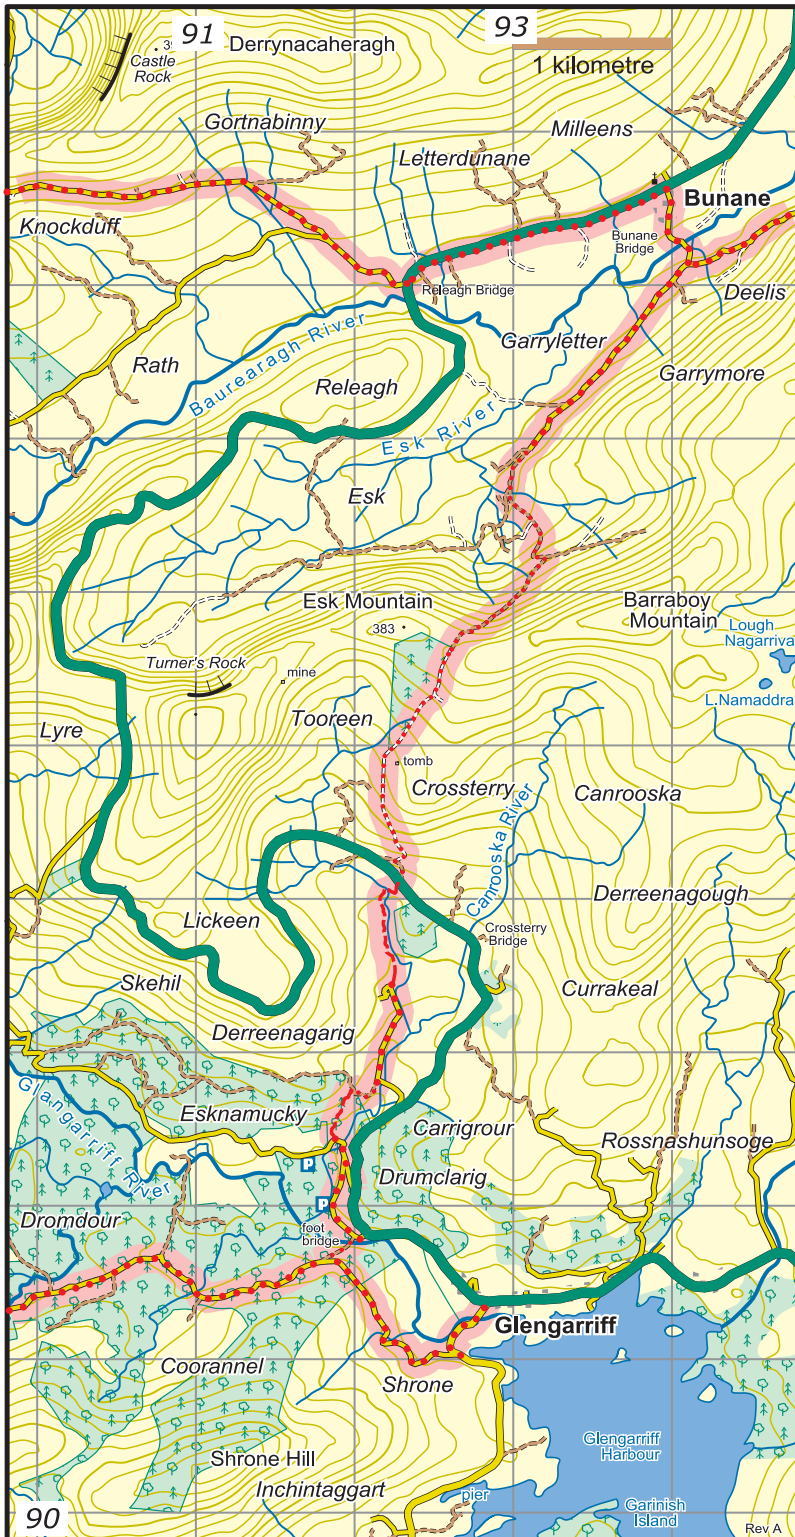 91
93
Derrynacaheragh
Castle
Rock
1 kilometre
Gortnabinny
Milleens
Letterdunane
Bunane
Knockduff
Bunane
Bridge
Releagh Bridge
Deelis
Rath
Baurearagh River
Garryletter
Garrymore
Releagh
Esk River
Esk
Esk Mountain
383
Barraboy
Mountain
Lough
Nagarriva
Turner's Rock
mine
L.Namaddra
Tooreen
Lyre
tomb
Crossterry
Canrooska
Canrooska River
Derreenagough
Lickeen
Crossterry
Bridge
Skehil
Currakeal
Derreenagarig
Glangarriff River
Esknamucky
Carrigrour
Rossnashunsoge
P
Drumclarig
P
Dromdour
foot
bridge
Glengarriff
Coorannel
Shrone
Glengarriff
Harbour
Shrone Hill
Inchintaggart
pier
Garinish
Island
90
Rev A